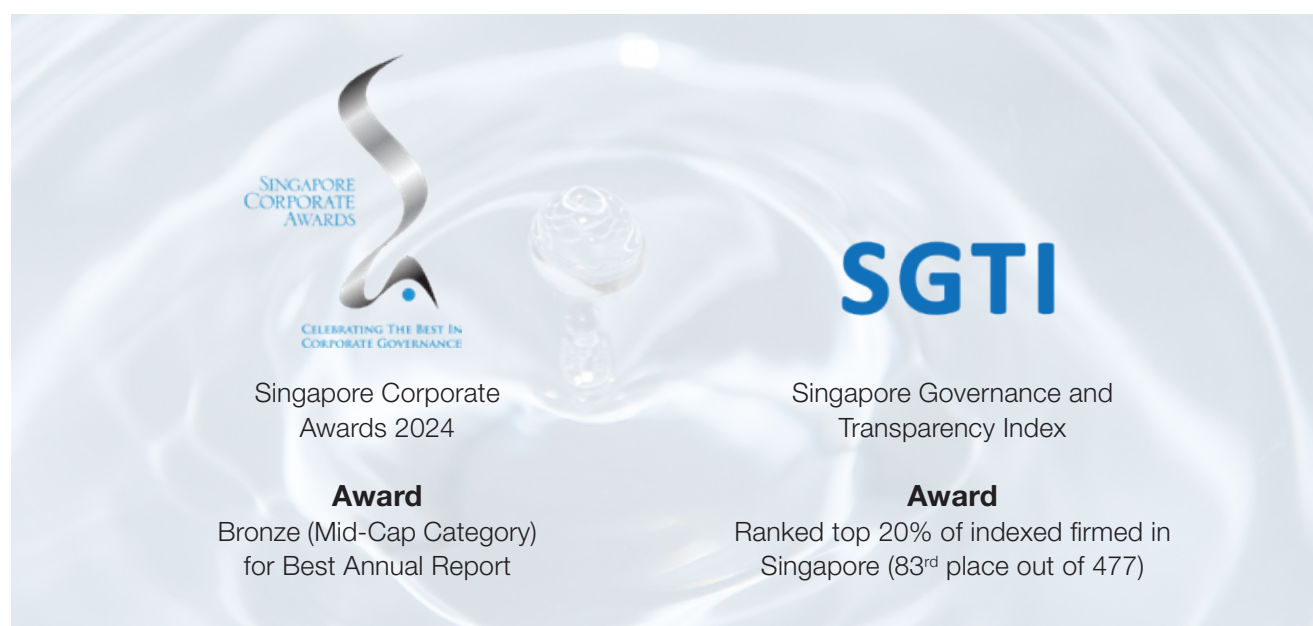 SINGAPORE
CORPORATE
AWARDS
CELEBRATING THE BEST IN
CORPORATE GOVERNANCE
Singapore Corporate
Awards 2024
Award
Bronze (Mid-Cap Category)
for Best Annual Report
SGTI
Singapore Governance and
Transparency Index
Award
Ranked top 20% of indexed firmed in
Singapore (83rd place out of 477)